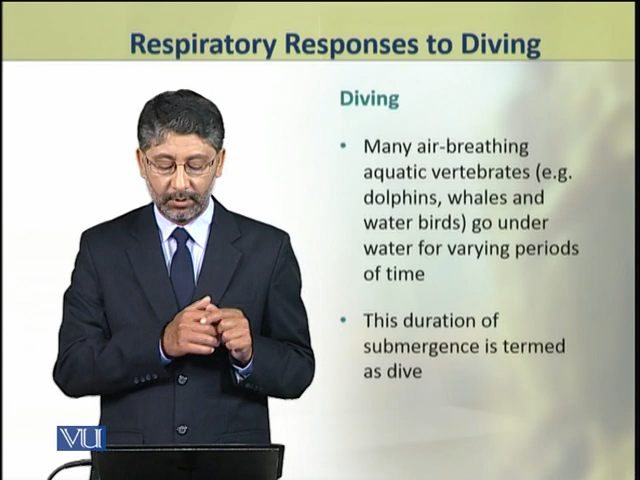 Respiratory Responses to Diving
Diving
• Many air-breathing
aquatic vertebrates (e.g.
dolphins, whales and
water birds) go under
water for varying periods
of time
• This duration of
submergence is termed
as dive
VU